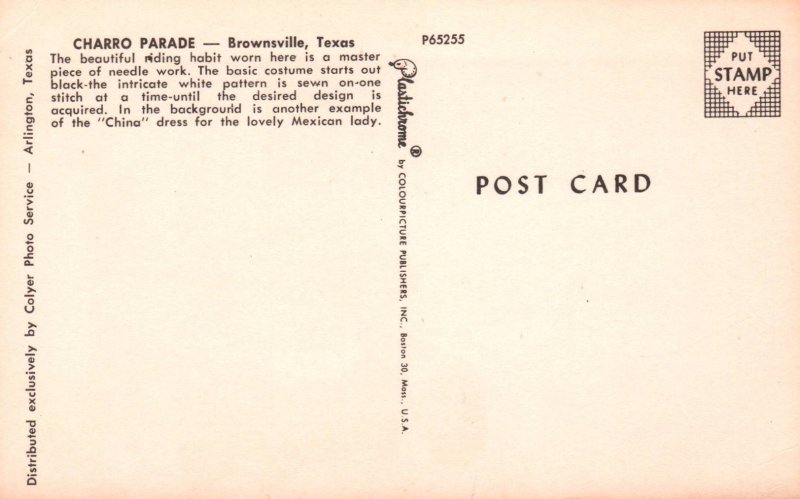 CHARRO PARADE — Brownsville, Texas
The beautiful riding habit worn here is a master
piece of needle work. The basic costume starts out
black-the intricate white pattern is sewn on-one
stitch at a time-until the desired design is
acquired. In the background is another example
of the "China" dress for the lovely Mexican lady.
Distributed exclusively by Colyer Photo Service — Arlington, Texas
P65255
Plastichrome ®
by COLOURPICTURE PUBLISHERS, INC., Boston 30, Mass., U.S.A.
PUT
STAMP
HERE
POST CARD